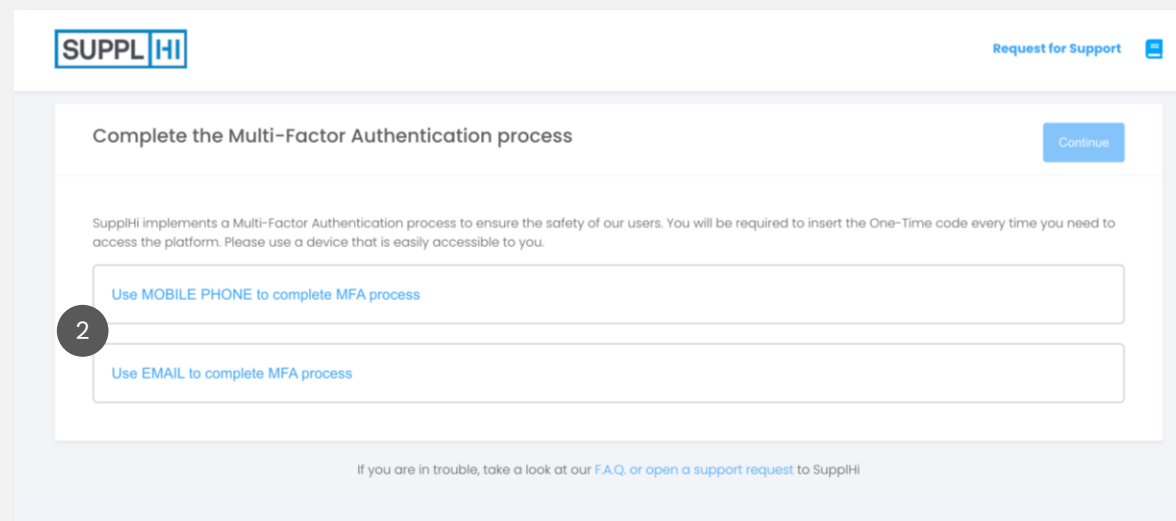 SUPPLHI
Request for Support
Complete the Multi-Factor Authentication process
Continue
SupplHi implements a Multi-Factor Authentication process to ensure the safety of our users. You will be required to insert the One-Time code every time you need to
access the platform. Please use a device that is easily accessible to you.
Use MOBILE PHONE to complete MFA process
2
Use EMAIL to complete MFA process
If you are in trouble, take a look at our F.A.Q. or open a support request to SupplHi